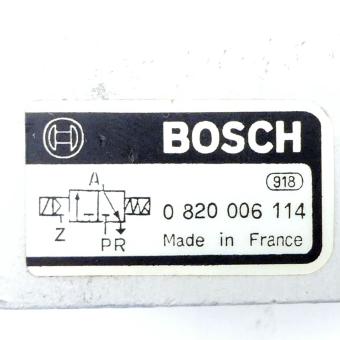 BOSCH
918
A
0 820 006 114
Z
PR
Made in France